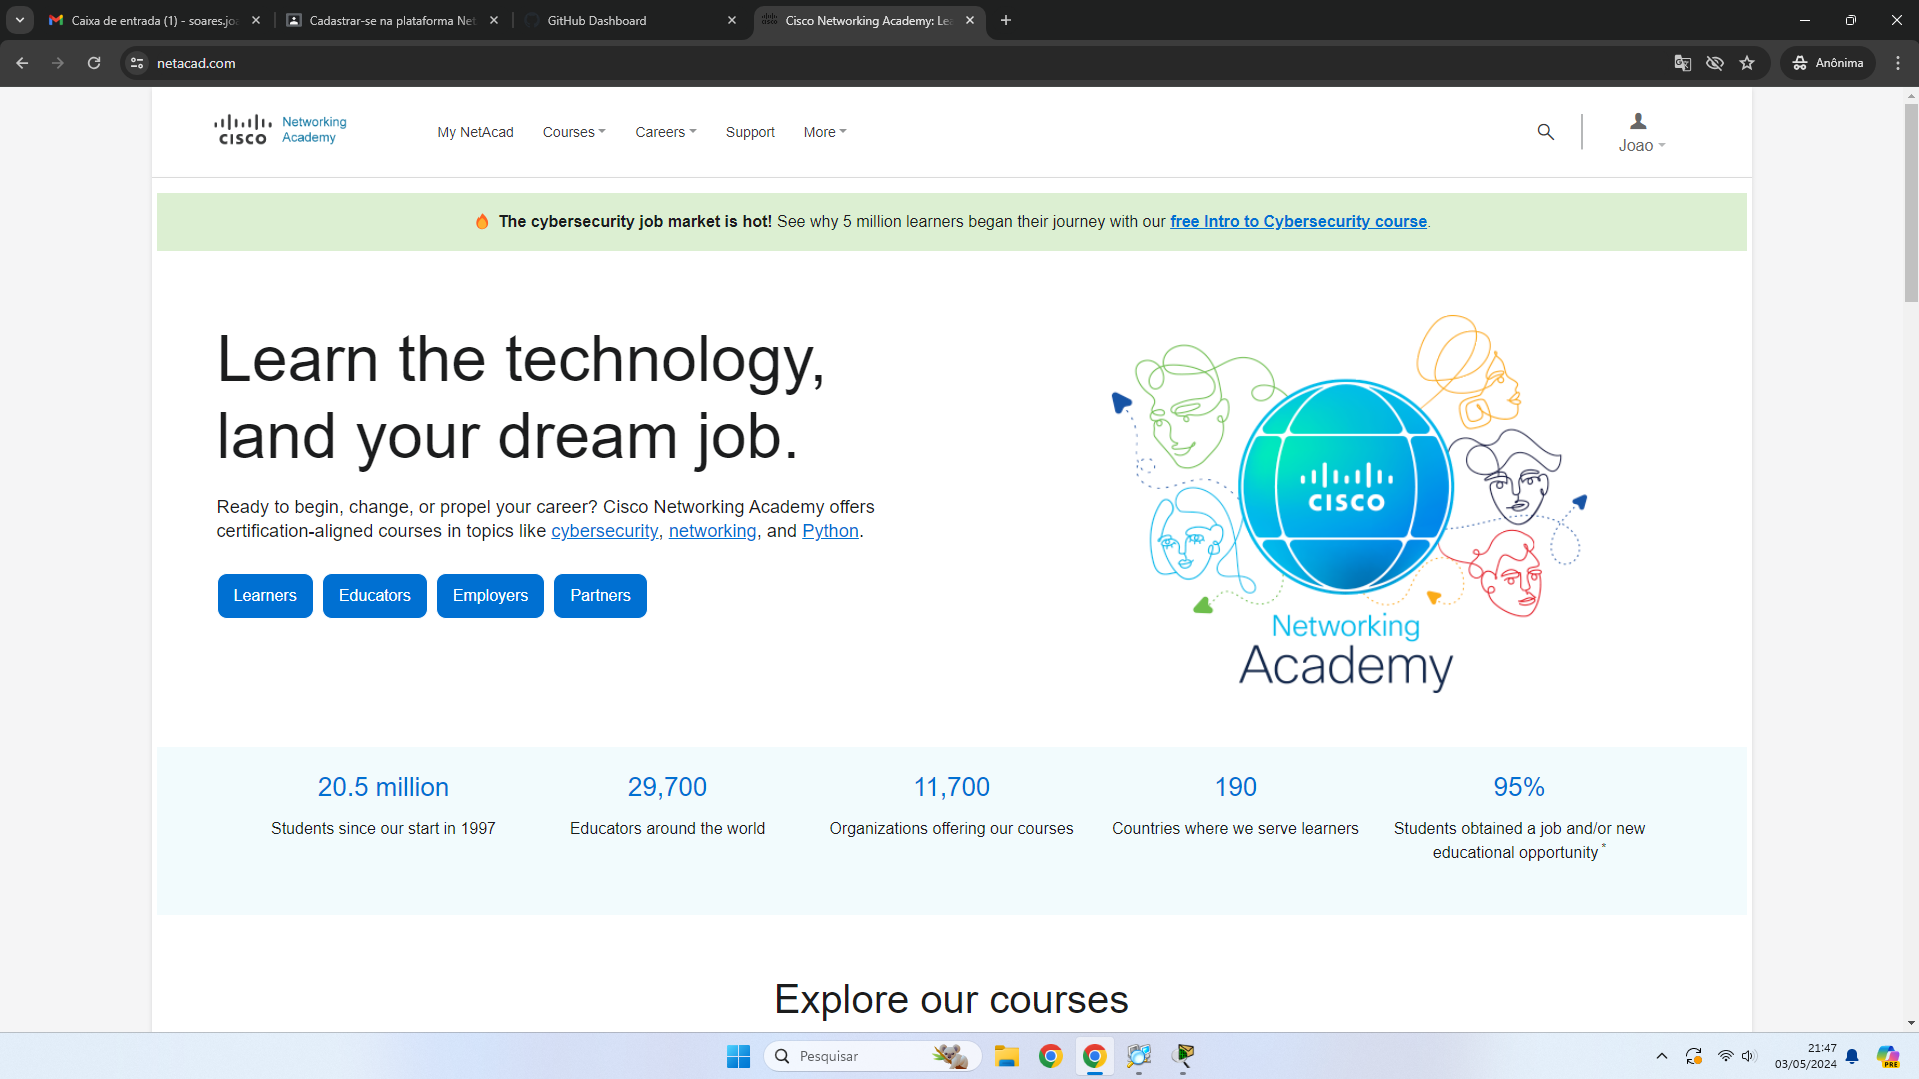 Caixa de entrada (1) - soares.joa
Cadastrar-se na plataforma Net
GitHub Dashboard
Cisco Networking Academy: Lea
netacad.com
Anônima
CISCO Networking Academy
My NetAcad
Courses
Careers
Support
More
Joao
The cybersecurity job market is hot! See why 5 million learners began their journey with our free Intro to Cybersecurity course.
Learn the technology,
land your dream job.
Ready to begin, change, or propel your career? Cisco Networking Academy offers
certification-aligned courses in topics like cybersecurity, networking, and Python.
Learners
Educators
Employers
Partners
CISCO
Networking
Academy
20.5 million
Students since our start in 1997
29,700
Educators around the world
11,700
Organizations offering our courses
190
Countries where we serve learners
95%
Students obtained a job and/or new
educational opportunity *
Explore our courses
Pesquisar
21:47
03/05/2024
PRE